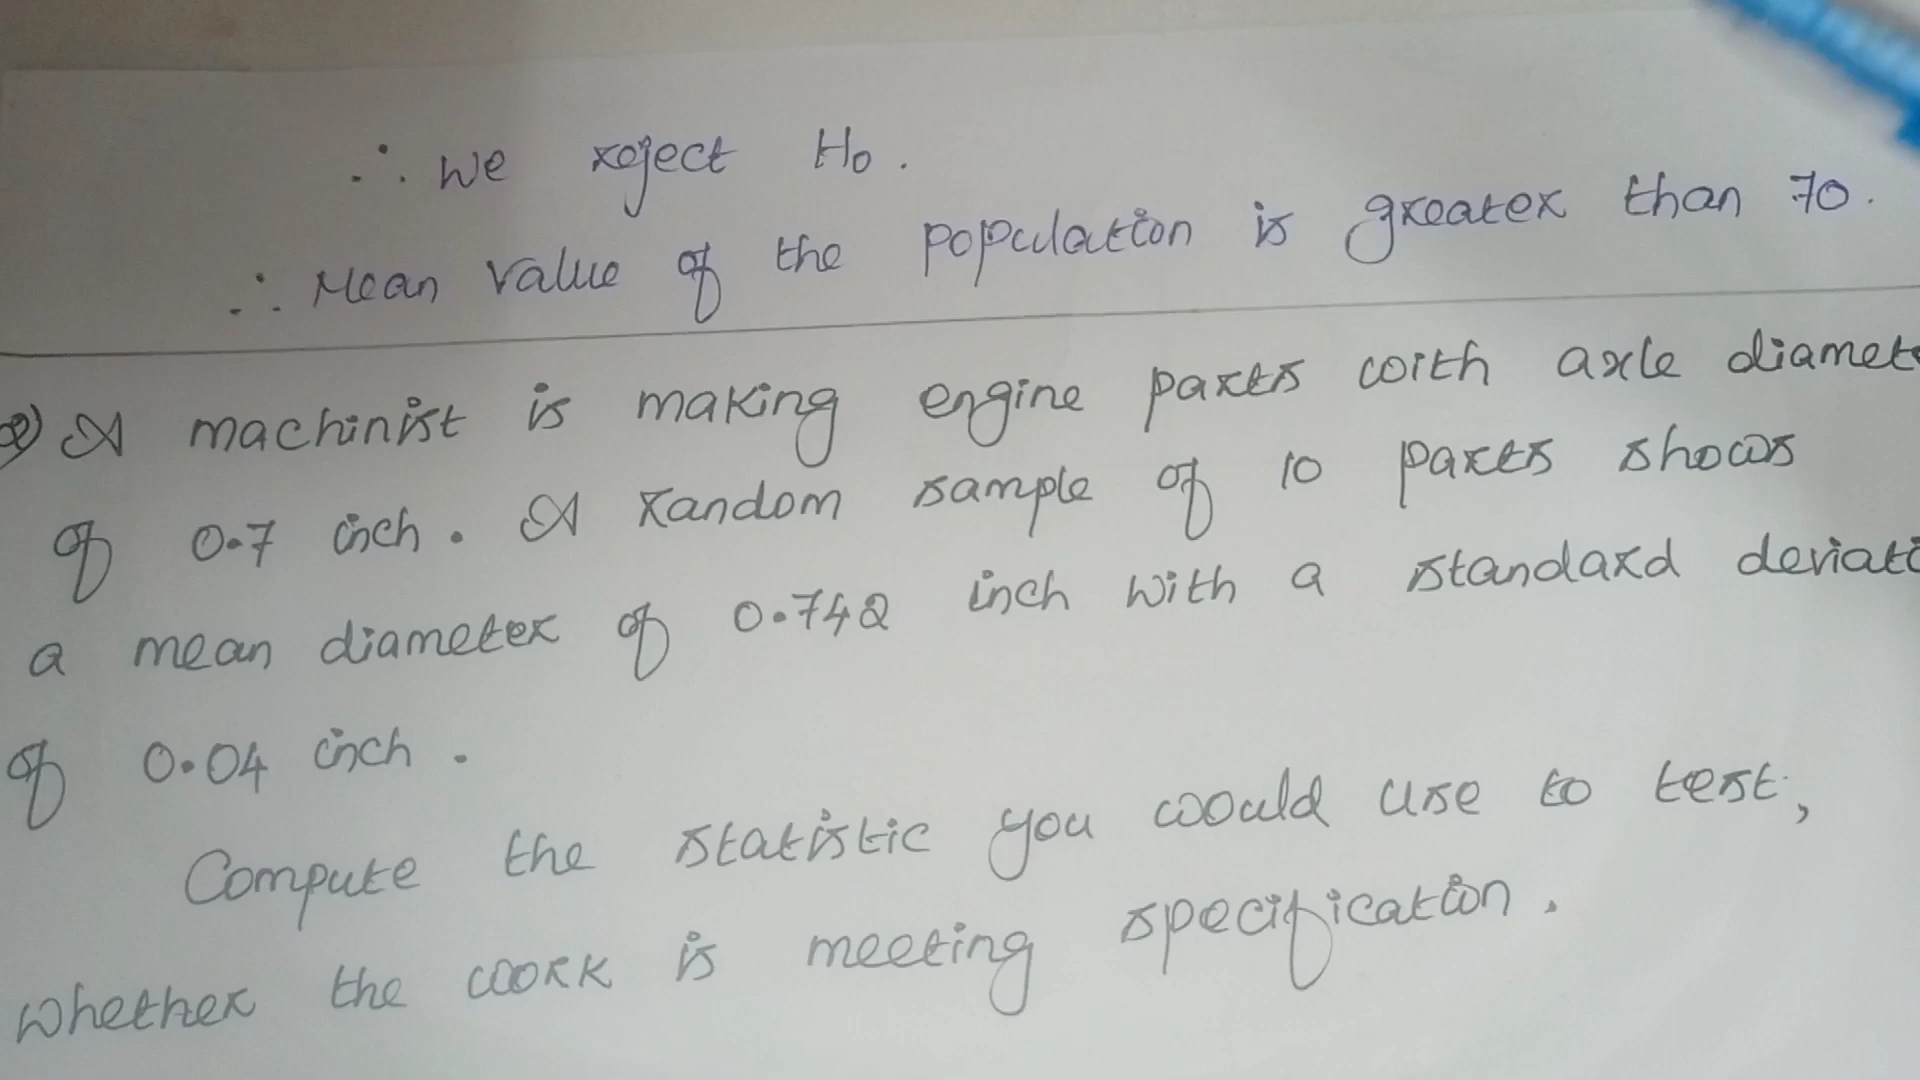 ∴ We reject H₀.
∴ Mean value of the population is greater than 70.
2) A machinist is making engine parts with axle diamet
of 0.7 inch. A random sample of 10 parts shows
a mean diameter of 0.742 inch with a standard deviati
of 0.04 inch.
Compute the statistic you would use to test,
whether the work is meeting specification.